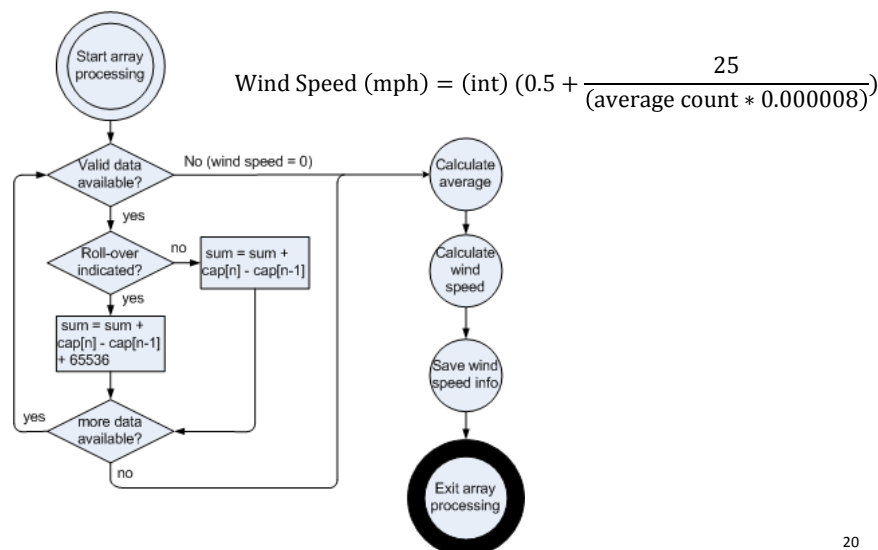 Start array
processing
Wind Speed (mph) = (int) (0.5 + 25 / (average count * 0.000008))
Valid data
available?
No (wind speed = 0)
yes
Roll-over
indicated?
no
sum = sum +
cap[n] - cap[n-1]
yes
sum = sum +
cap[n] - cap[n-1]
+ 65536
yes
more data
available?
no
Calculate
average
Calculate
wind
speed
Save wind
speed info
Exit array
processing
20